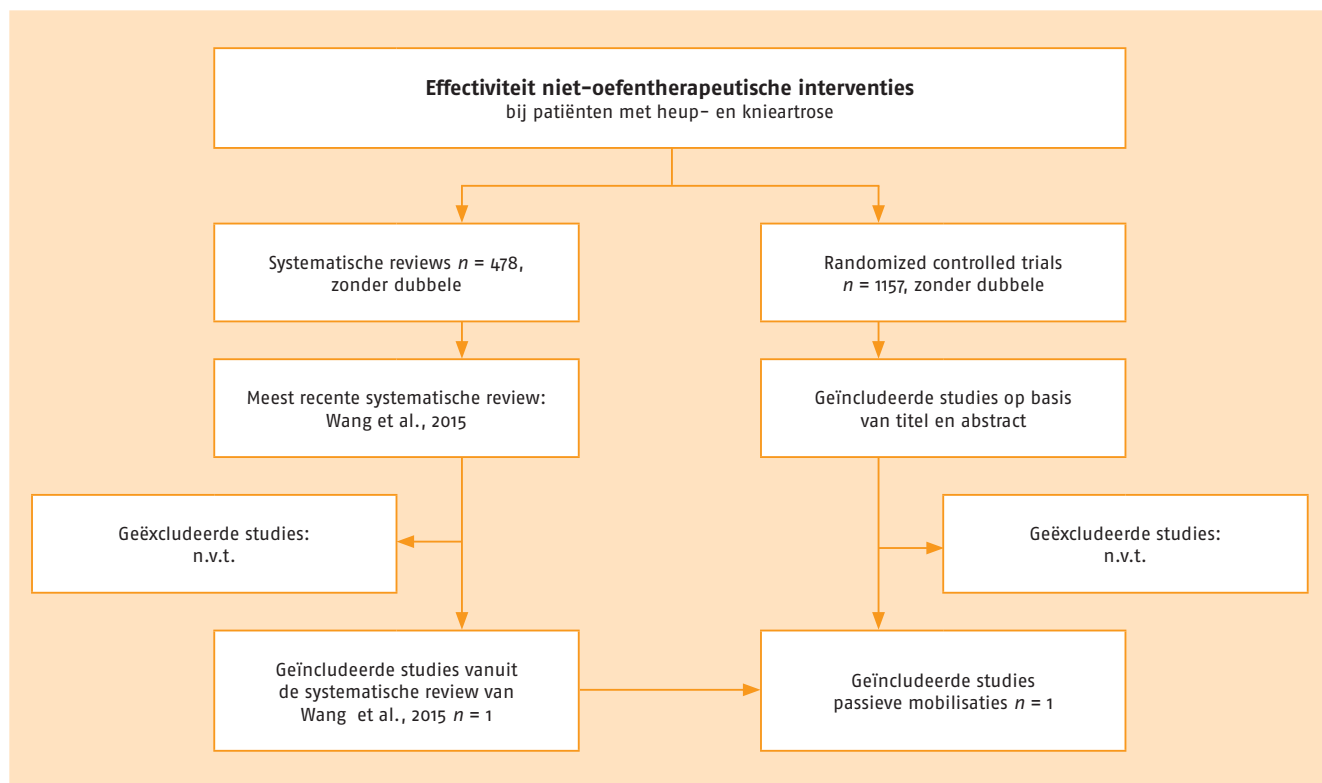 Effectiviteit niet-oefentherapeutische interventies
bij patiënten met heup- en knieartrose
Systematische reviews n = 478,
zonder dubbele
Randomized controlled trials
n = 1157, zonder dubbele
Meest recente systematische review:
Wang et al., 2015
Geïncludeerde studies op basis
van titel en abstract
Geëxcludeerde studies:
n.v.t.
Geëxcludeerde studies:
n.v.t.
Geïncludeerde studies vanuit
de systematische review van
Wang et al., 2015 n = 1
Geïncludeerde studies
passieve mobilisaties n = 1